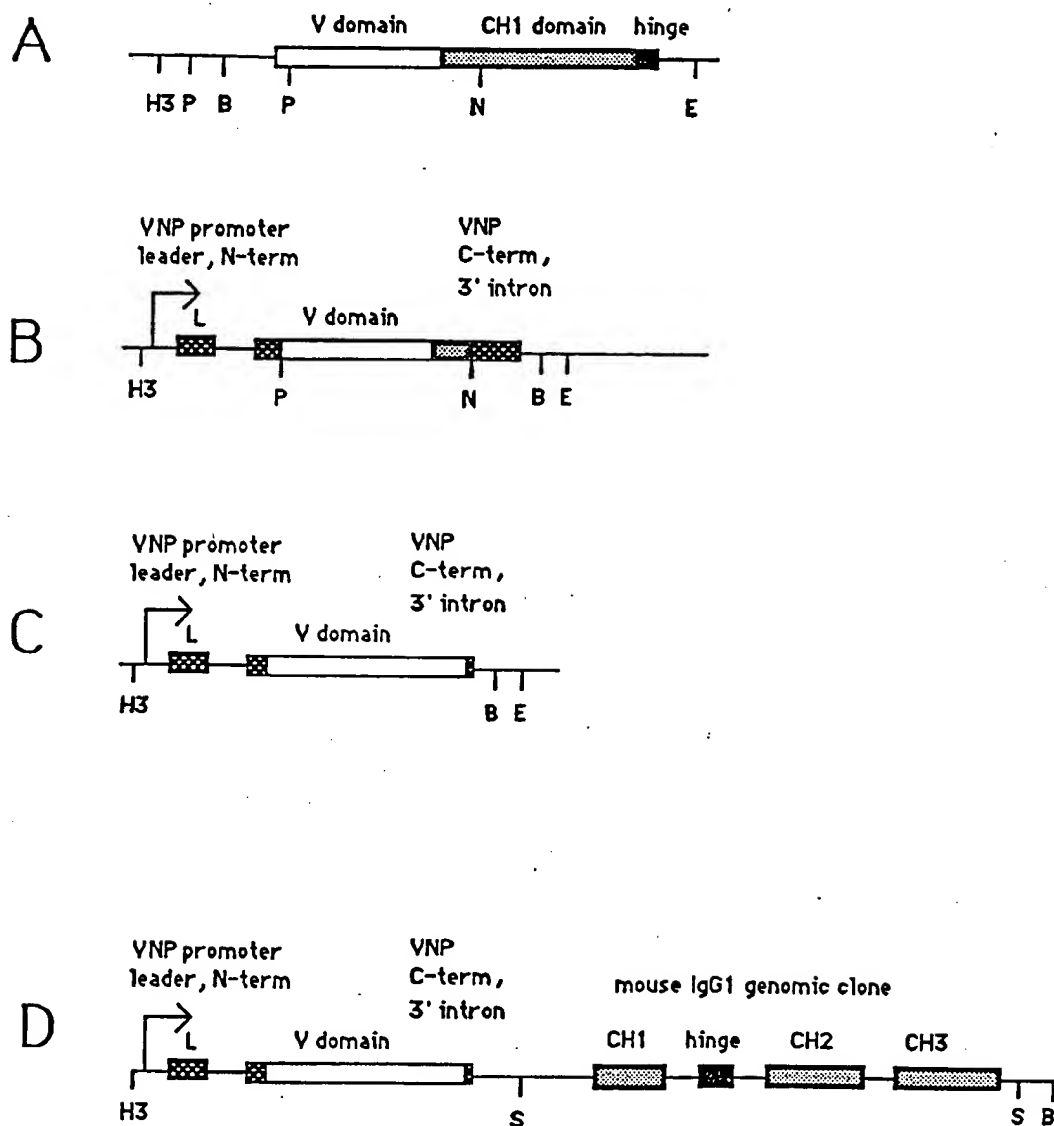 A
V domain CH1 domain hinge
H3 P B P N E
B
VNP promoter
leader, N-term
VNP
C-term,
3' intron
L
V domain
H3 P N B E
C
VNP promoter
leader, N-term
VNP
C-term,
3' intron
L
V domain
H3 B E
D
VNP promoter
leader, N-term
VNP
C-term,
3' intron
mouse IgG1 genomic clone
L
V domain
CH1 hinge CH2 CH3
H3 S S B